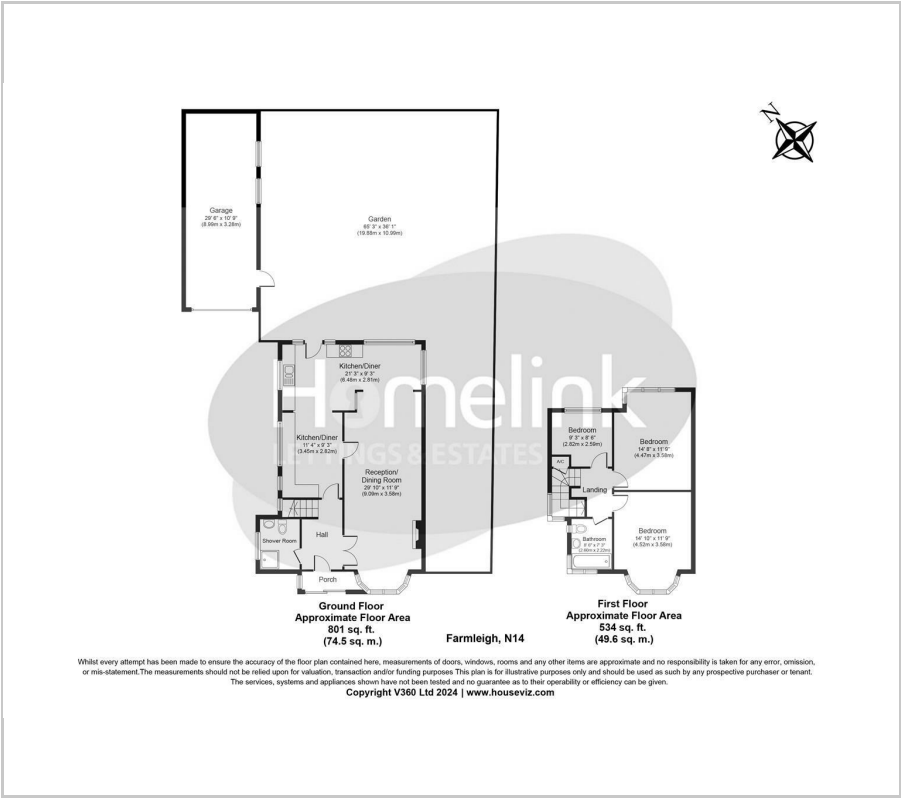 N
Garage
29' 6" x 10' 9"
(8.99m x 3.28m)
Garden
65' 3" x 36' 1"
(19.89m x 10.99m)
Kitchen/Diner
21' 3" x 9' 3"
(6.48m x 2.81m)
Homelink
LETTINGS & ESTATES
Kitchen/Diner
11' 4" x 9' 3"
(3.45m x 2.82m)
Reception/
Dining Room
29' 10" x 11' 9"
(9.09m x 3.58m)
Hall
Shower Room
Porch
Bedroom
9' 3" x 8' 6"
(2.82m x 2.59m)
Bedroom
14' 8" x 11' 9"
(4.47m x 3.58m)
A/C
Landing
Bedroom
14' 10" x 11' 9"
(4.52m x 3.58m)
Bathroom
Ground Floor
Approximate Floor Area
801 sq. ft.
(74.5 sq. m.)
First Floor
Approximate Floor Area
534 sq. ft.
(49.6 sq. m.)
Farmleigh, N14
Whilst every attempt has been made to ensure the accuracy of the floor plan contained here, measurements of doors, windows, rooms and any other items are approximate and no responsibility is taken for any error, omission,
or mis-statement.The measurements should not be relied upon for valuation, transaction and/or funding purposes This plan is for illustrative purposes only and should be used as such by any prospective purchaser or tenant.
The services, systems and appliances shown have not been tested and no guarantee as to their operability or efficiency can be given.
Copyright V360 Ltd 2024 | www.houseviz.com